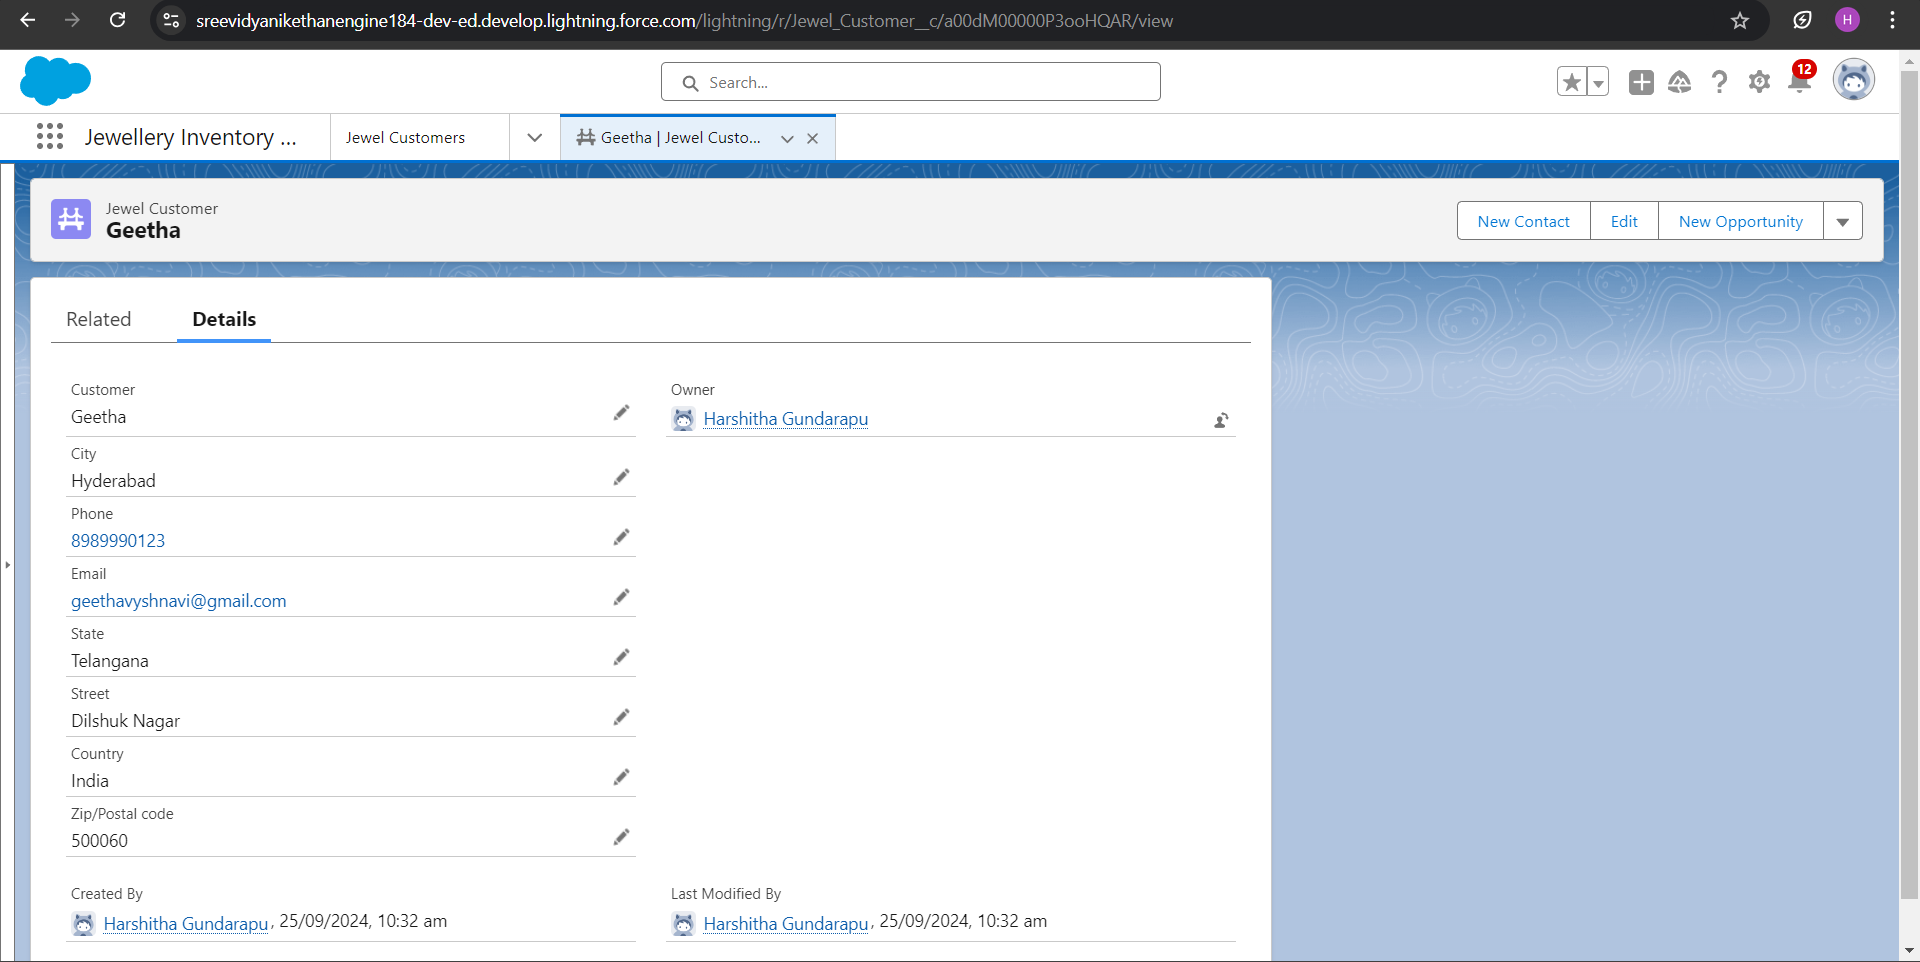 sreevidyanikethanengine184-dev-ed.develop.lightning.force.com/lightning/r/Jewel_Customer__c/a00dM00000P3ooHQAR/view
H
Search...
12
Jewellery Inventory ...
Jewel Customers
Geetha | Jewel Custo...
Jewel Customer
Geetha
New Contact
Edit
New Opportunity
Related
Details
Customer
Geetha
Owner
Harshitha Gundarapu
City
Hyderabad
Phone
8989990123
Email
geethavyshnavi@gmail.com
State
Telangana
Street
Dilshuk Nagar
Country
India
Zip/Postal code
500060
Created By
Harshitha Gundarapu, 25/09/2024, 10:32 am
Last Modified By
Harshitha Gundarapu, 25/09/2024, 10:32 am